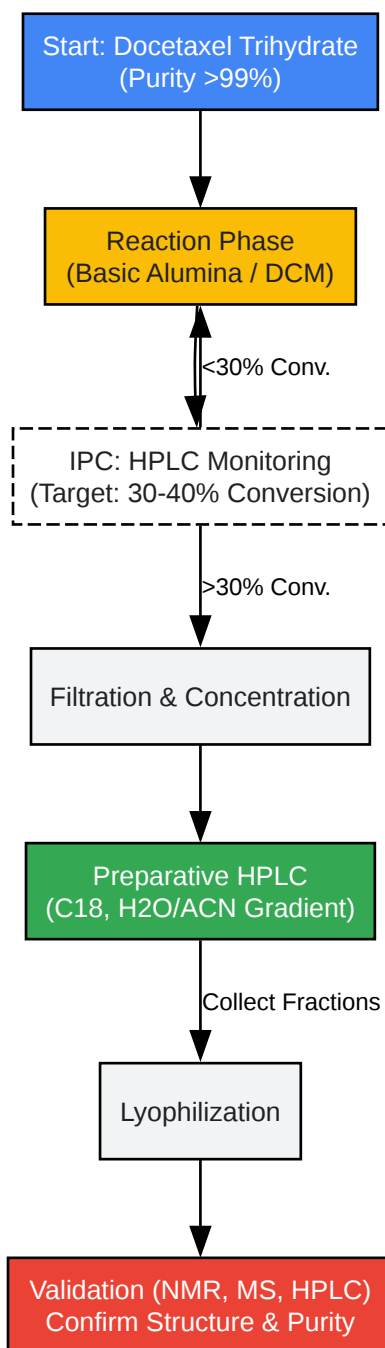 Start: Docetaxel Trihydrate
(Purity >99%)
Reaction Phase
(Basic Alumina / DCM)
<30% Conv.
IPC: HPLC Monitoring
(Target: 30-40% Conversion)
>30% Conv.
Filtration & Concentration
Preparative HPLC
(C18, H2O/ACN Gradient)
Collect Fractions
Lyophilization
Validation (NMR, MS, HPLC)
Confirm Structure & Purity